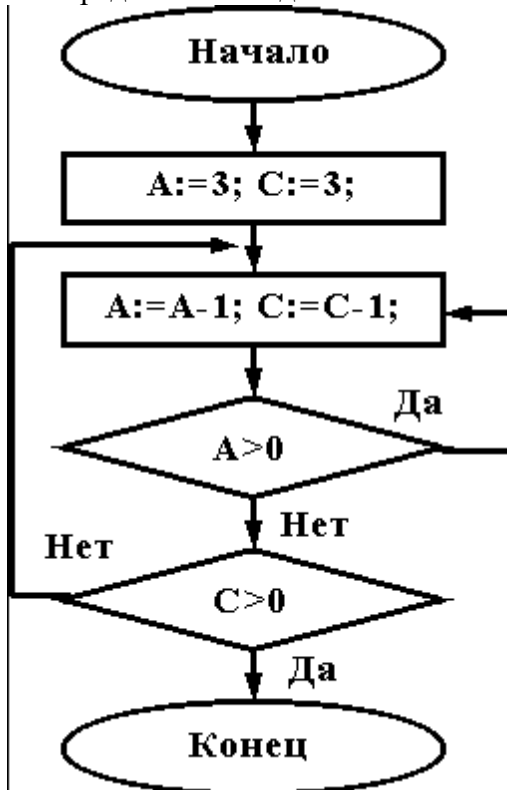 Начало
A:=3; C:=3;
A:=A-1; C:=C-1;
Да
A>0
Нет
Нет
C>0
Да
Конец